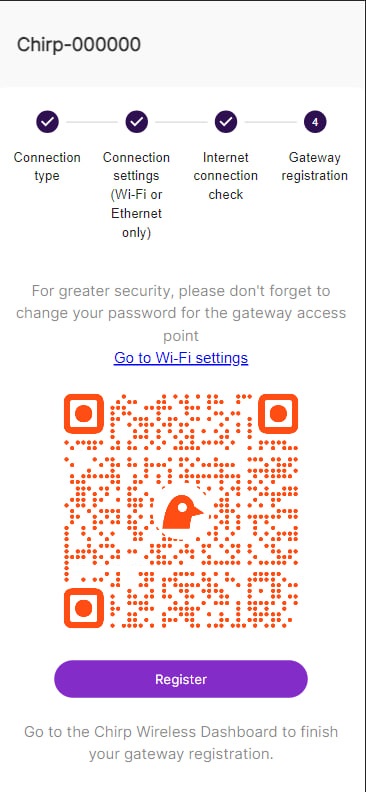 Chirp-000000
4
Connection type
Connection settings (Wi-Fi or Ethernet only)
Internet connection check
Gateway registration
For greater security, please don't forget to
change your password for the gateway access
point
Go to Wi-Fi settings
Register
Go to the Chirp Wireless Dashboard to finish
your gateway registration.